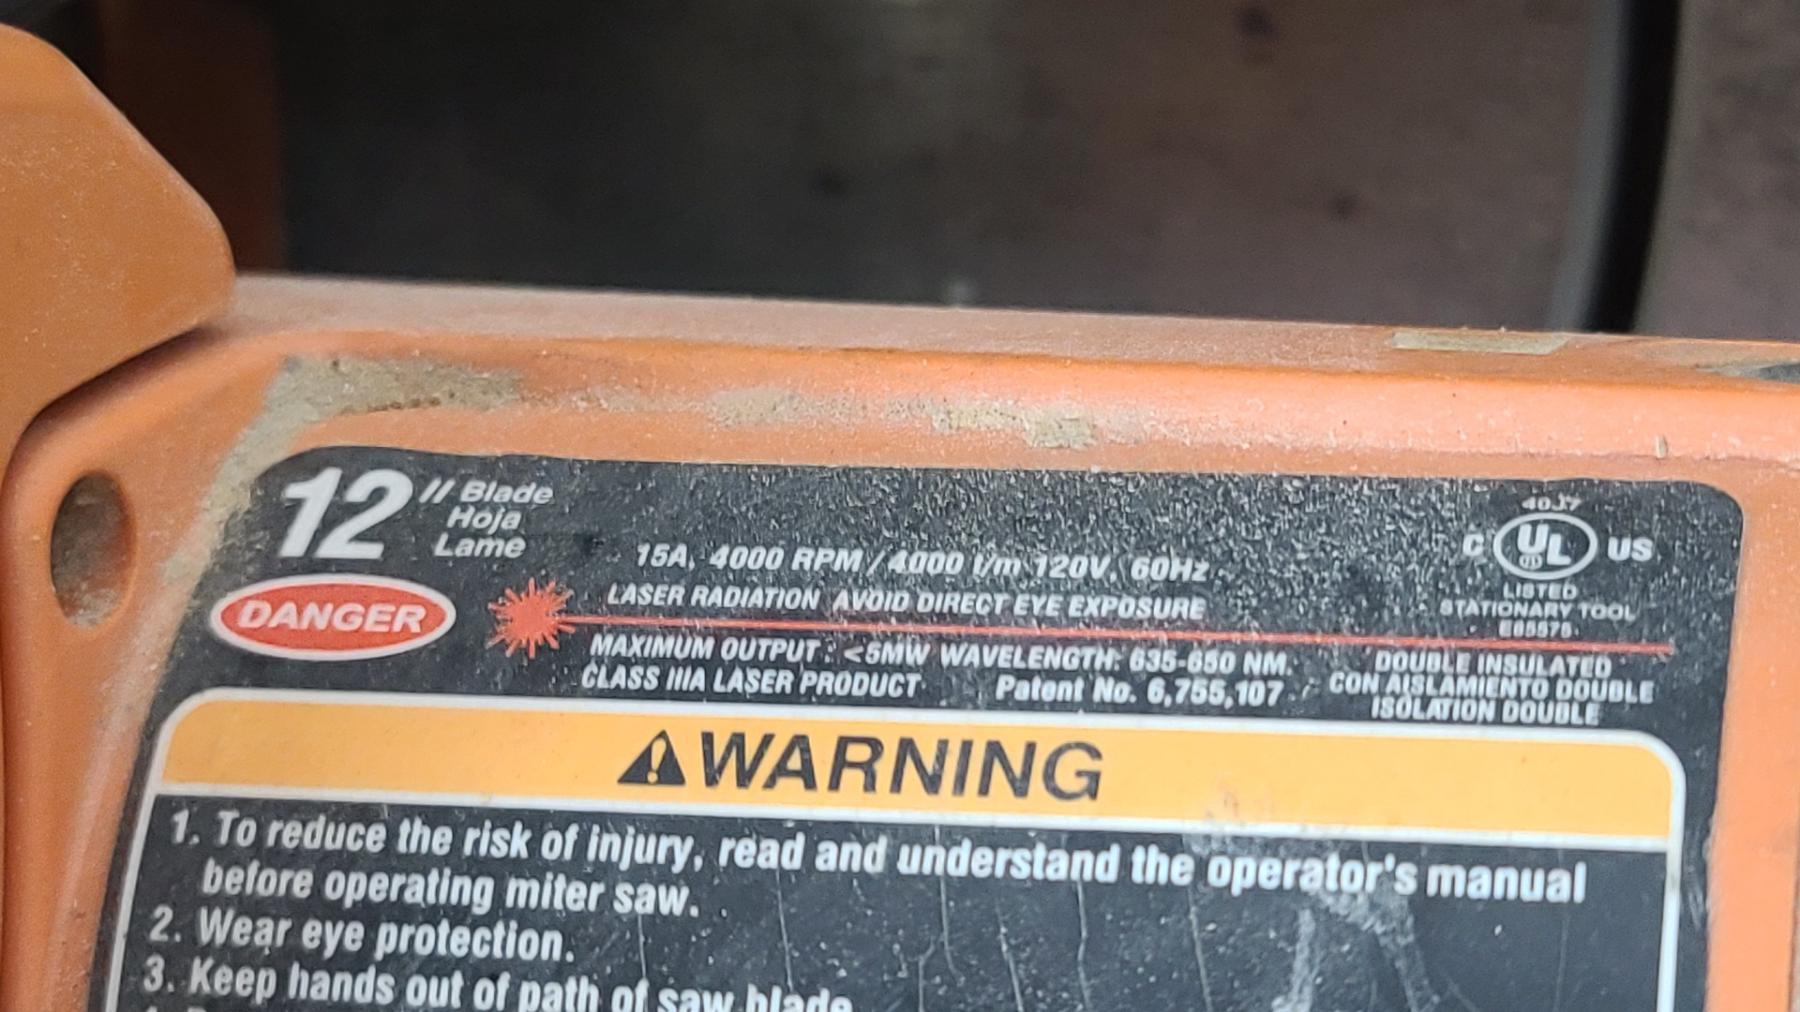 12" Blade
Hoja
Lame
15A, 4000 RPM / 4000 t/m 120V, 60Hz
C UL US
LISTED
STATIONARY TOOL
DANGER
LASER RADIATION AVOID DIRECT EYE EXPOSURE
MAXIMUM OUTPUT : <5MW WAVELENGTH: 635-650 NM.
CLASS IIIA LASER PRODUCT Patent No. 6,755,107
DOUBLE INSULATED
CON AISLAMIENTO DOUBLE
ISOLATION DOUBLE
WARNING
1. To reduce the risk of injury, read and understand the operator's manual
before operating miter saw.
2. Wear eye protection.
3. Keep hands out of path of saw blade